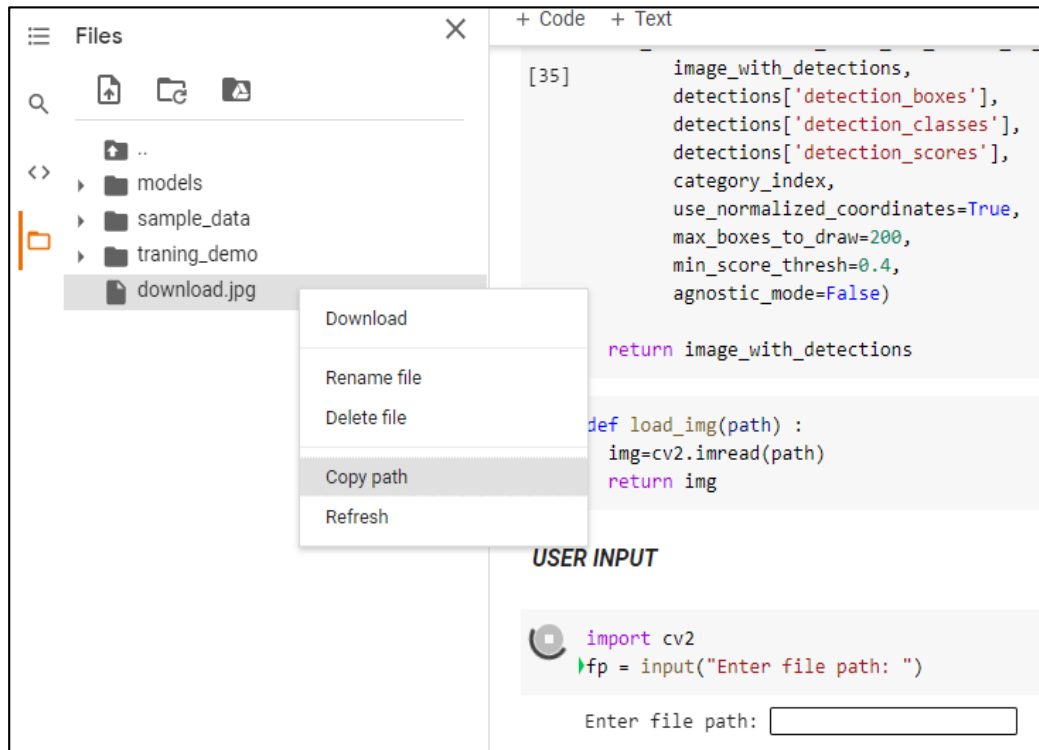 Files
..
models
sample_data
traning_demo
download.jpg
Download
Rename file
Delete file
Copy path
Refresh
+ Code + Text
[35]
image_with_detections,
detections['detection_boxes'],
detections['detection_classes'],
detections['detection_scores'],
category_index,
use_normalized_coordinates=True,
max_boxes_to_draw=200,
min_score_thresh=0.4,
agnostic_mode=False)
return image_with_detections
def load_img(path) :
img=cv2.imread(path)
return img
USER INPUT
import cv2
fp = input("Enter file path: ")
Enter file path: